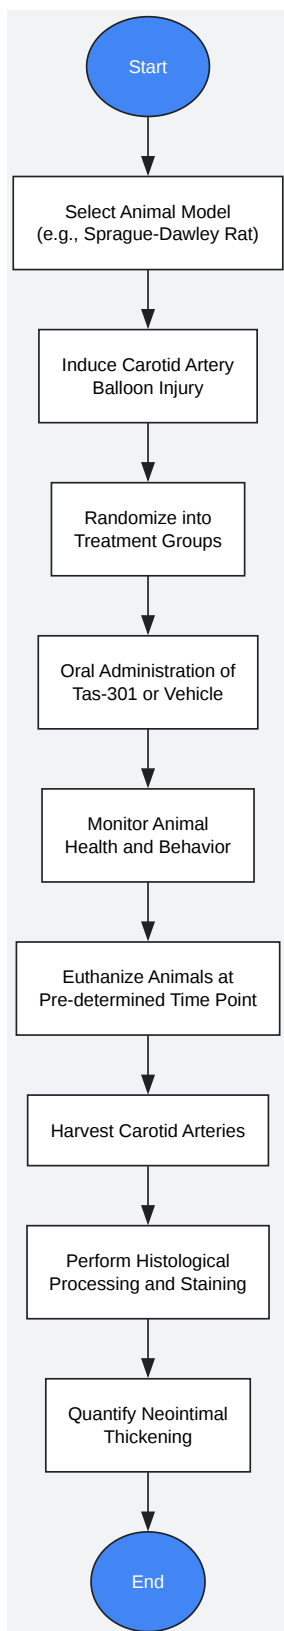 Start
Select Animal Model
(e.g., Sprague-Dawley Rat)
Induce Carotid Artery
Balloon Injury
Randomize into
Treatment Groups
Oral Administration of
Tas-301 or Vehicle
Monitor Animal
Health and Behavior
Euthanize Animals at
Pre-determined Time Point
Harvest Carotid Arteries
Perform Histological
Processing and Staining
Quantify Neointimal
Thickening
End